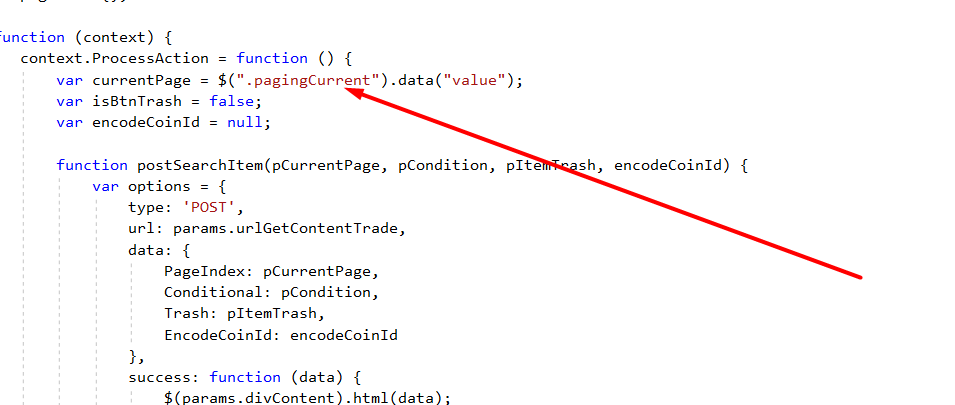 function (context) {
context.ProcessAction = function () {
var currentPage = $(".pagingCurrent").data("value");
var isBtnTrash = false;
var encodeCoinId = null;
function postSearchItem(pCurrentPage, pCondition, pItemTrash, encodeCoinId) {
var options = {
type: 'POST',
url: params.urlGetContentTrade,
data: {
PageIndex: pCurrentPage,
Conditional: pCondition,
Trash: pItemTrash,
EncodeCoinId: encodeCoinId
},
success: function (data) {
$(params.divContent).html(data);